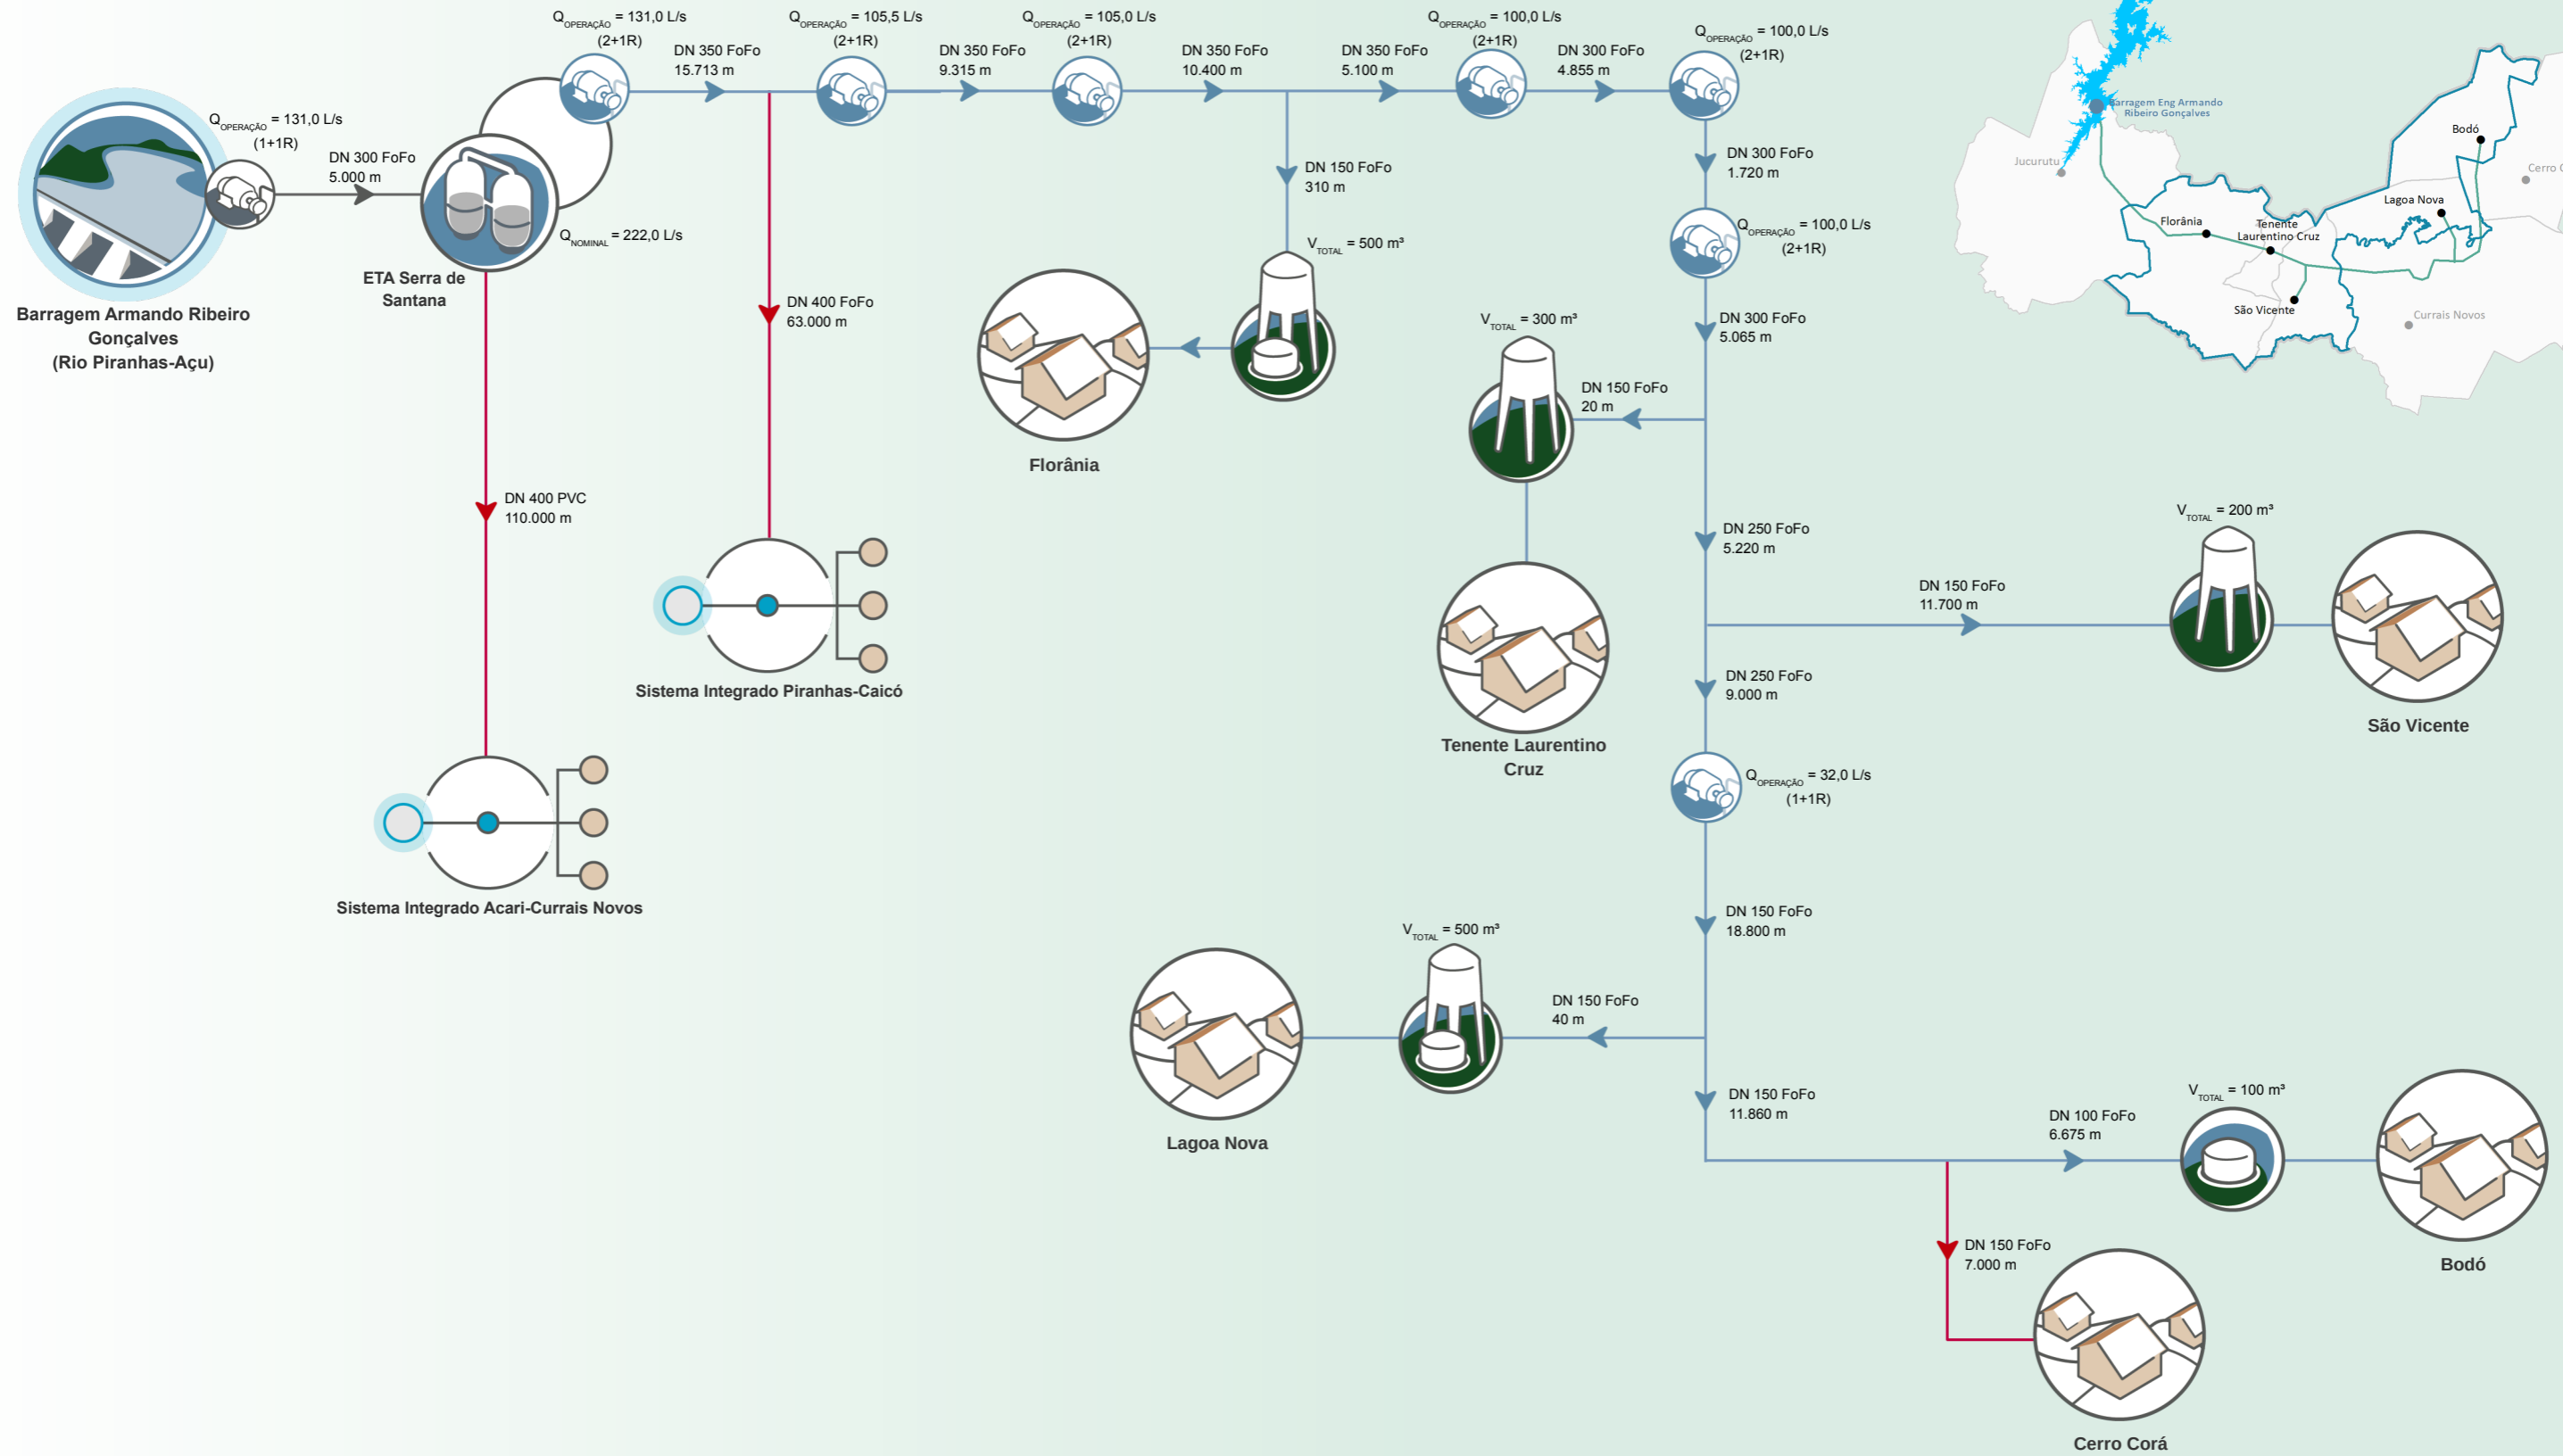 Q OPERAÇÃO = 131,0 L/s
(2+1R)
DN 350 FoFo
15.713 m
Q OPERAÇÃO = 105,5 L/s
(2+1R)
DN 350 FoFo
9.315 m
Q OPERAÇÃO = 105,0 L/s
(2+1R)
DN 350 FoFo
10.400 m
DN 350 FoFo
5.100 m
Q OPERAÇÃO = 100,0 L/s
(2+1R)
DN 300 FoFo
4.855 m
Q OPERAÇÃO = 100,0 L/s
(2+1R)
Q OPERAÇÃO = 131,0 L/s
(1+1R)
DN 300 FoFo
5.000 m
Barragem Armando Ribeiro
Gonçalves
(Rio Piranhas-Açu)
Q NOMINAL = 222,0 L/s
ETA Serra de
Santana
DN 400 PVC
110.000 m
Sistema Integrado Acari-Currais Novos
DN 400 FoFo
63.000 m
Sistema Integrado Piranhas-Caicó
DN 150 FoFo
310 m
V TOTAL = 500 m³
Florânia
DN 300 FoFo
1.720 m
Q OPERAÇÃO = 100,0 L/s
(2+1R)
DN 300 FoFo
5.065 m
V TOTAL = 300 m³
DN 150 FoFo
20 m
Tenente Laurentino
Cruz
DN 250 FoFo
5.220 m
DN 150 FoFo
11.700 m
V TOTAL = 200 m³
São Vicente
DN 250 FoFo
9.000 m
Q OPERAÇÃO = 32,0 L/s
(1+1R)
DN 150 FoFo
18.800 m
V TOTAL = 500 m³
DN 150 FoFo
40 m
Lagoa Nova
DN 150 FoFo
11.860 m
DN 100 FoFo
6.675 m
V TOTAL = 100 m³
Bodó
DN 150 FoFo
7.000 m
Cerro Corá
Barragem Eng Armando
Ribeiro Gonçalves
Jucurutu
Bodó
Cerro C
Lagoa Nova
Florânia
Tenente
Laurentino Cruz
São Vicente
Currais Novos